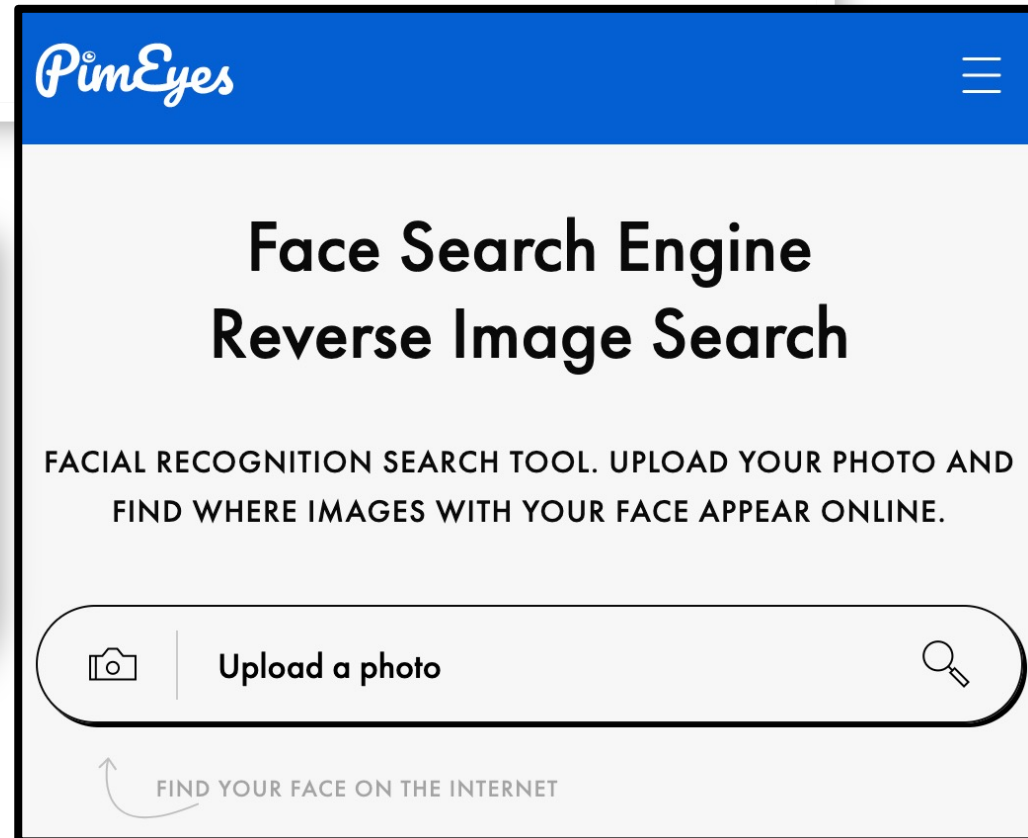 PimEyes
Face Search Engine
Reverse Image Search
FACIAL RECOGNITION SEARCH TOOL. UPLOAD YOUR PHOTO AND
FIND WHERE IMAGES WITH YOUR FACE APPEAR ONLINE.
Upload a photo
FIND YOUR FACE ON THE INTERNET